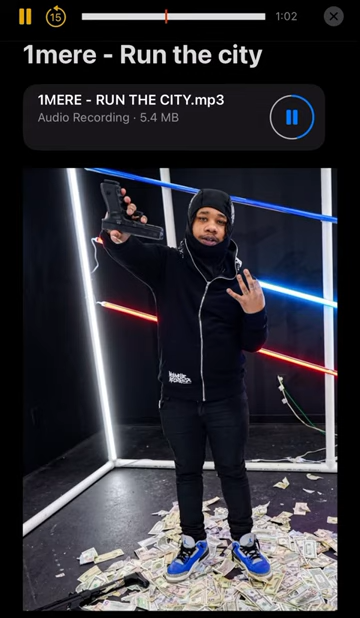 15
1:02
1mere - Run the city
1MERE - RUN THE CITY.mp3
Audio Recording · 5.4 MB